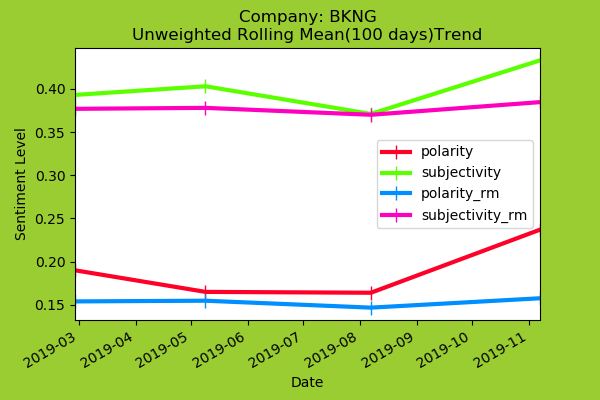 Company: BKNG
Unweighted Rolling Mean(100 days)Trend
Sentiment Level
0.40
0.35
0.30
0.25
0.20
0.15
polarity
subjectivity
polarity_rm
subjectivity_rm
2019-03
2019-04
2019-05
2019-06
2019-07
2019-08
2019-09
2019-10
2019-11
Date